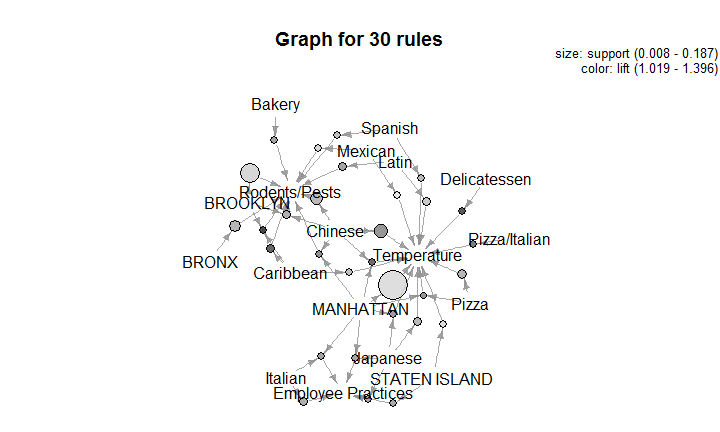 Graph for 30 rules
size: support (0.008 - 0.187)
color: lift (1.019 - 1.396)
Bakery
Spanish
Mexican
Latin
Delicatessen
Rodents/Pests
BROOKLYN
Chinese
Pizza/Italian
Temperature
BRONX
Caribbean
MANHATTAN
Pizza
Japanese
Italian
STATEN ISLAND
Employee Practices